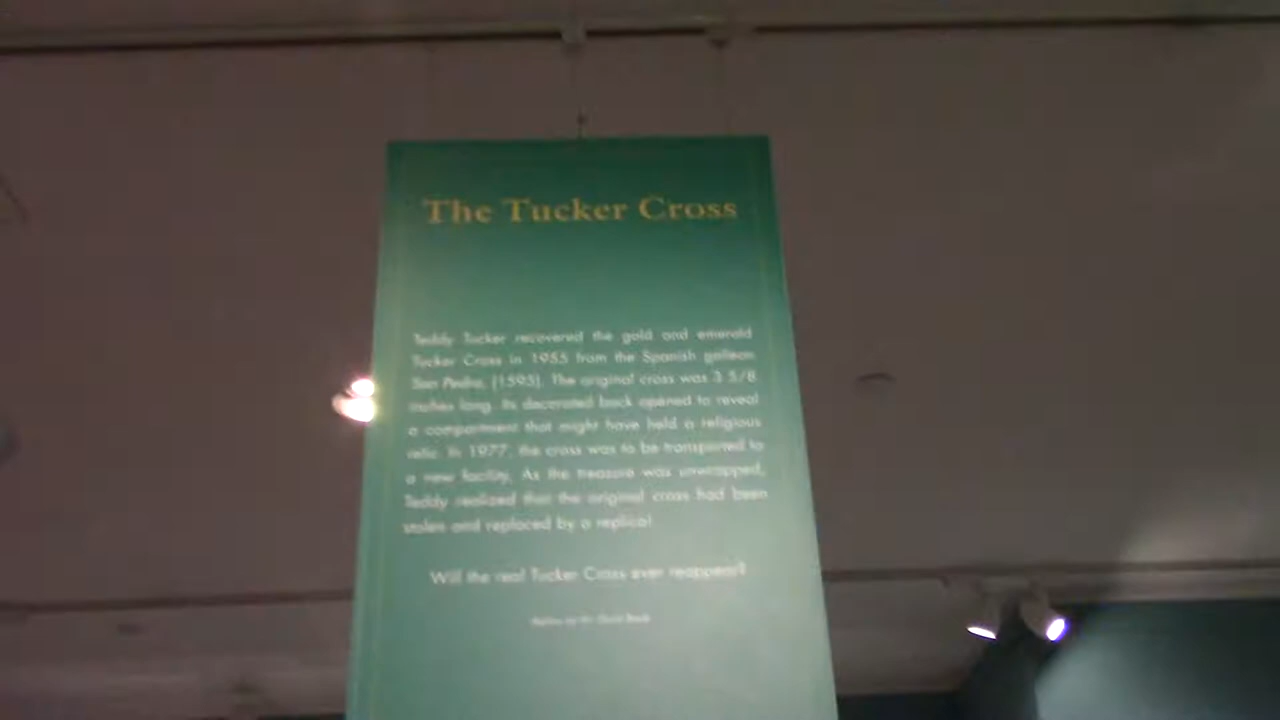 The Tucker Cross
Teddy Tucker recovered the gold and emerald
Tucker Cross in 1955 from the Spanish galleon
San Pedro, (1595). The original cross was 3 5/8
inches long. Its decorated back opened to reveal
a compartment that might have held a religious
relic. In 1977, the cross was to be transported to
a new facility. As the treasure was unwrapped,
Teddy realized that the original cross had been
stolen and replaced by a replica!
Will the real Tucker Cross ever reappear?